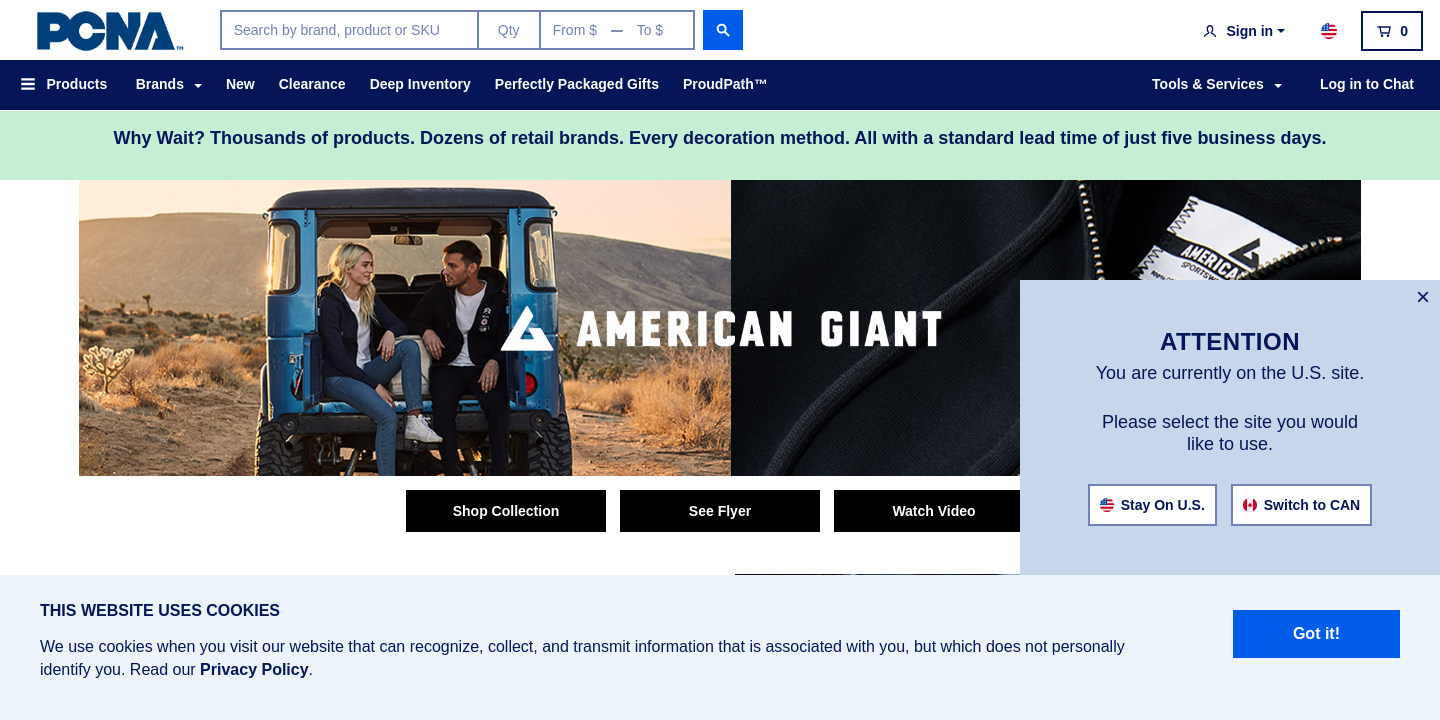 PCNA™
Search by brand, product or SKU
Qty
From $ — To $
Sign in
0
Products
Brands
New
Clearance
Deep Inventory
Perfectly Packaged Gifts
ProudPath™
Tools & Services
Log in to Chat
Why Wait? Thousands of products. Dozens of retail brands. Every decoration method. All with a standard lead time of just five business days.
AMERICAN GIANT
×
ATTENTION
You are currently on the U.S. site.
Please select the site you would
like to use.
Stay On U.S.
Switch to CAN
Shop Collection
See Flyer
Watch Video
THIS WEBSITE USES COOKIES
We use cookies when you visit our website that can recognize, collect, and transmit information that is associated with you, but which does not personally
identify you. Read our Privacy Policy.
Got it!